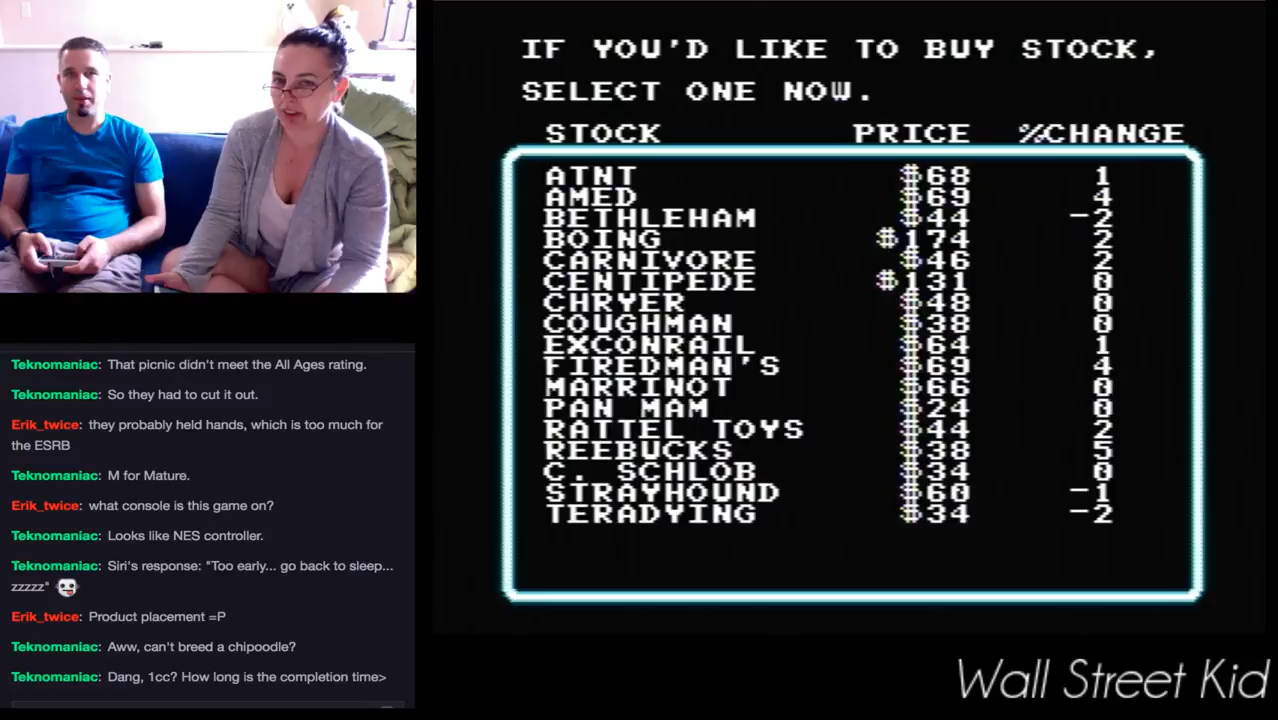 IF YOU'D LIKE TO BUY STOCK,
SELECT ONE NOW.
STOCK PRICE %CHANGE
ATNT $68 1
AMED $69 4
BETHLEHAM $44 -2
BOING $174 2
CARNIVORE $46 2
CENTIPEDE $131 0
CHRYER $48 0
COUGHMAN $38 0
EXCONRAIL $64 1
FIREDMAN'S $69 4
MARRINOT $66 0
PAN MAM $24 0
RATTEL TOYS $44 2
REEBUCKS $38 5
C. SCHLOB $34 0
STRAYHOUND $60 -1
TERADYING $34 -2
Teknomaniac: That picnic didn't meet the All Ages rating.
Teknomaniac: So they had to cut it out.
Erik_twice: they probably held hands, which is too much for
the ESRB
Teknomaniac: M for Mature.
Erik_twice: what console is this game on?
Teknomaniac: Looks like NES controller.
Teknomaniac: Siri's response: "Too early... go back to sleep...
zzzzz"
Erik_twice: Product placement =P
Teknomaniac: Aww, can't breed a chipoodle?
Teknomaniac: Dang, 1cc? How long is the completion time>
Wall Street Kid